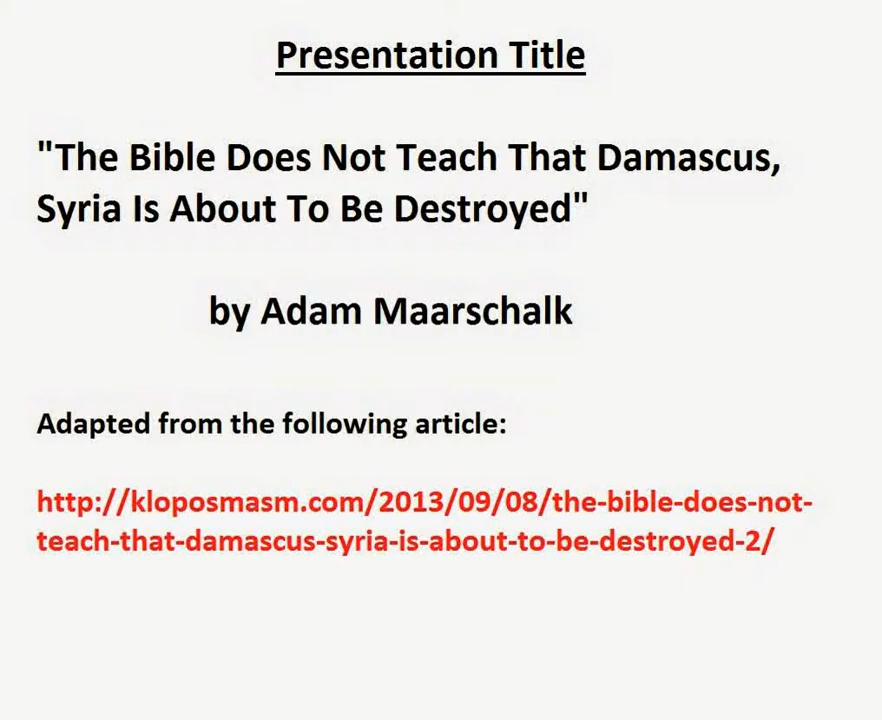 Presentation Title
"The Bible Does Not Teach That Damascus,
Syria Is About To Be Destroyed"
by Adam Maarschalk
Adapted from the following article:
http://kloposmasm.com/2013/09/08/the-bible-does-not-
teach-that-damascus-syria-is-about-to-be-destroyed-2/